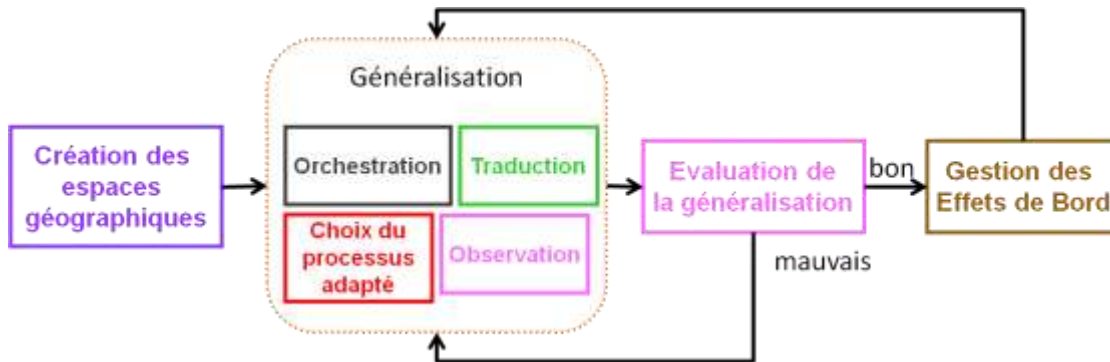 Généralisation
Création des
espaces
géographiques
Orchestration
Traduction
Choix du
processus
adapté
Observation
Evaluation de
la généralisation
bon
mauvais
Gestion des
Effets de Bord